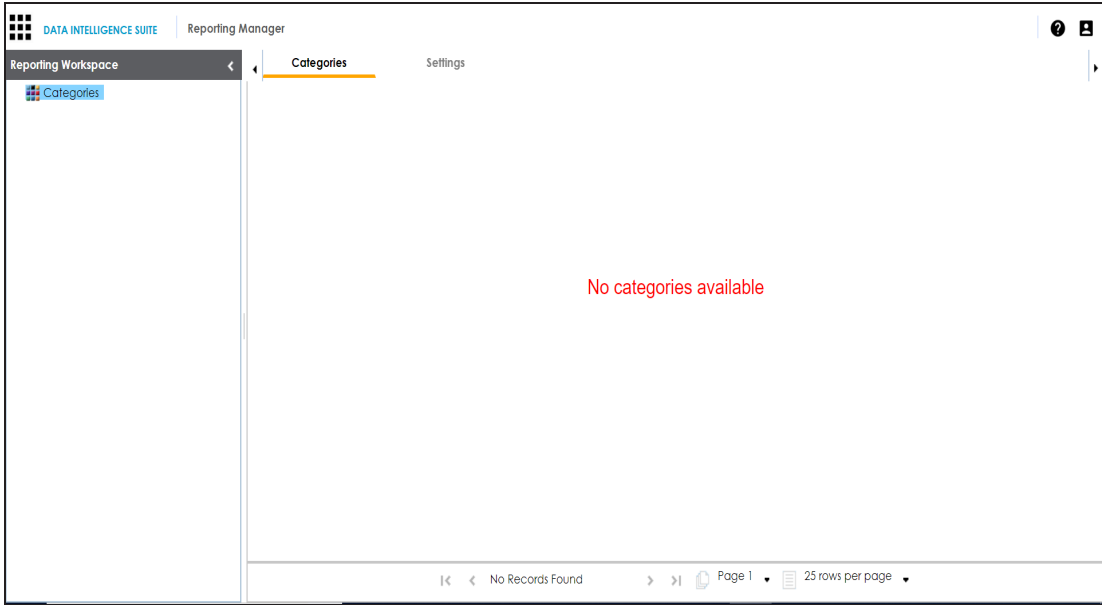 DATA INTELLIGENCE SUITE Reporting Manager
Reporting Workspace
Categories Settings
Categories
No categories available
No Records Found Page 1 25 rows per page